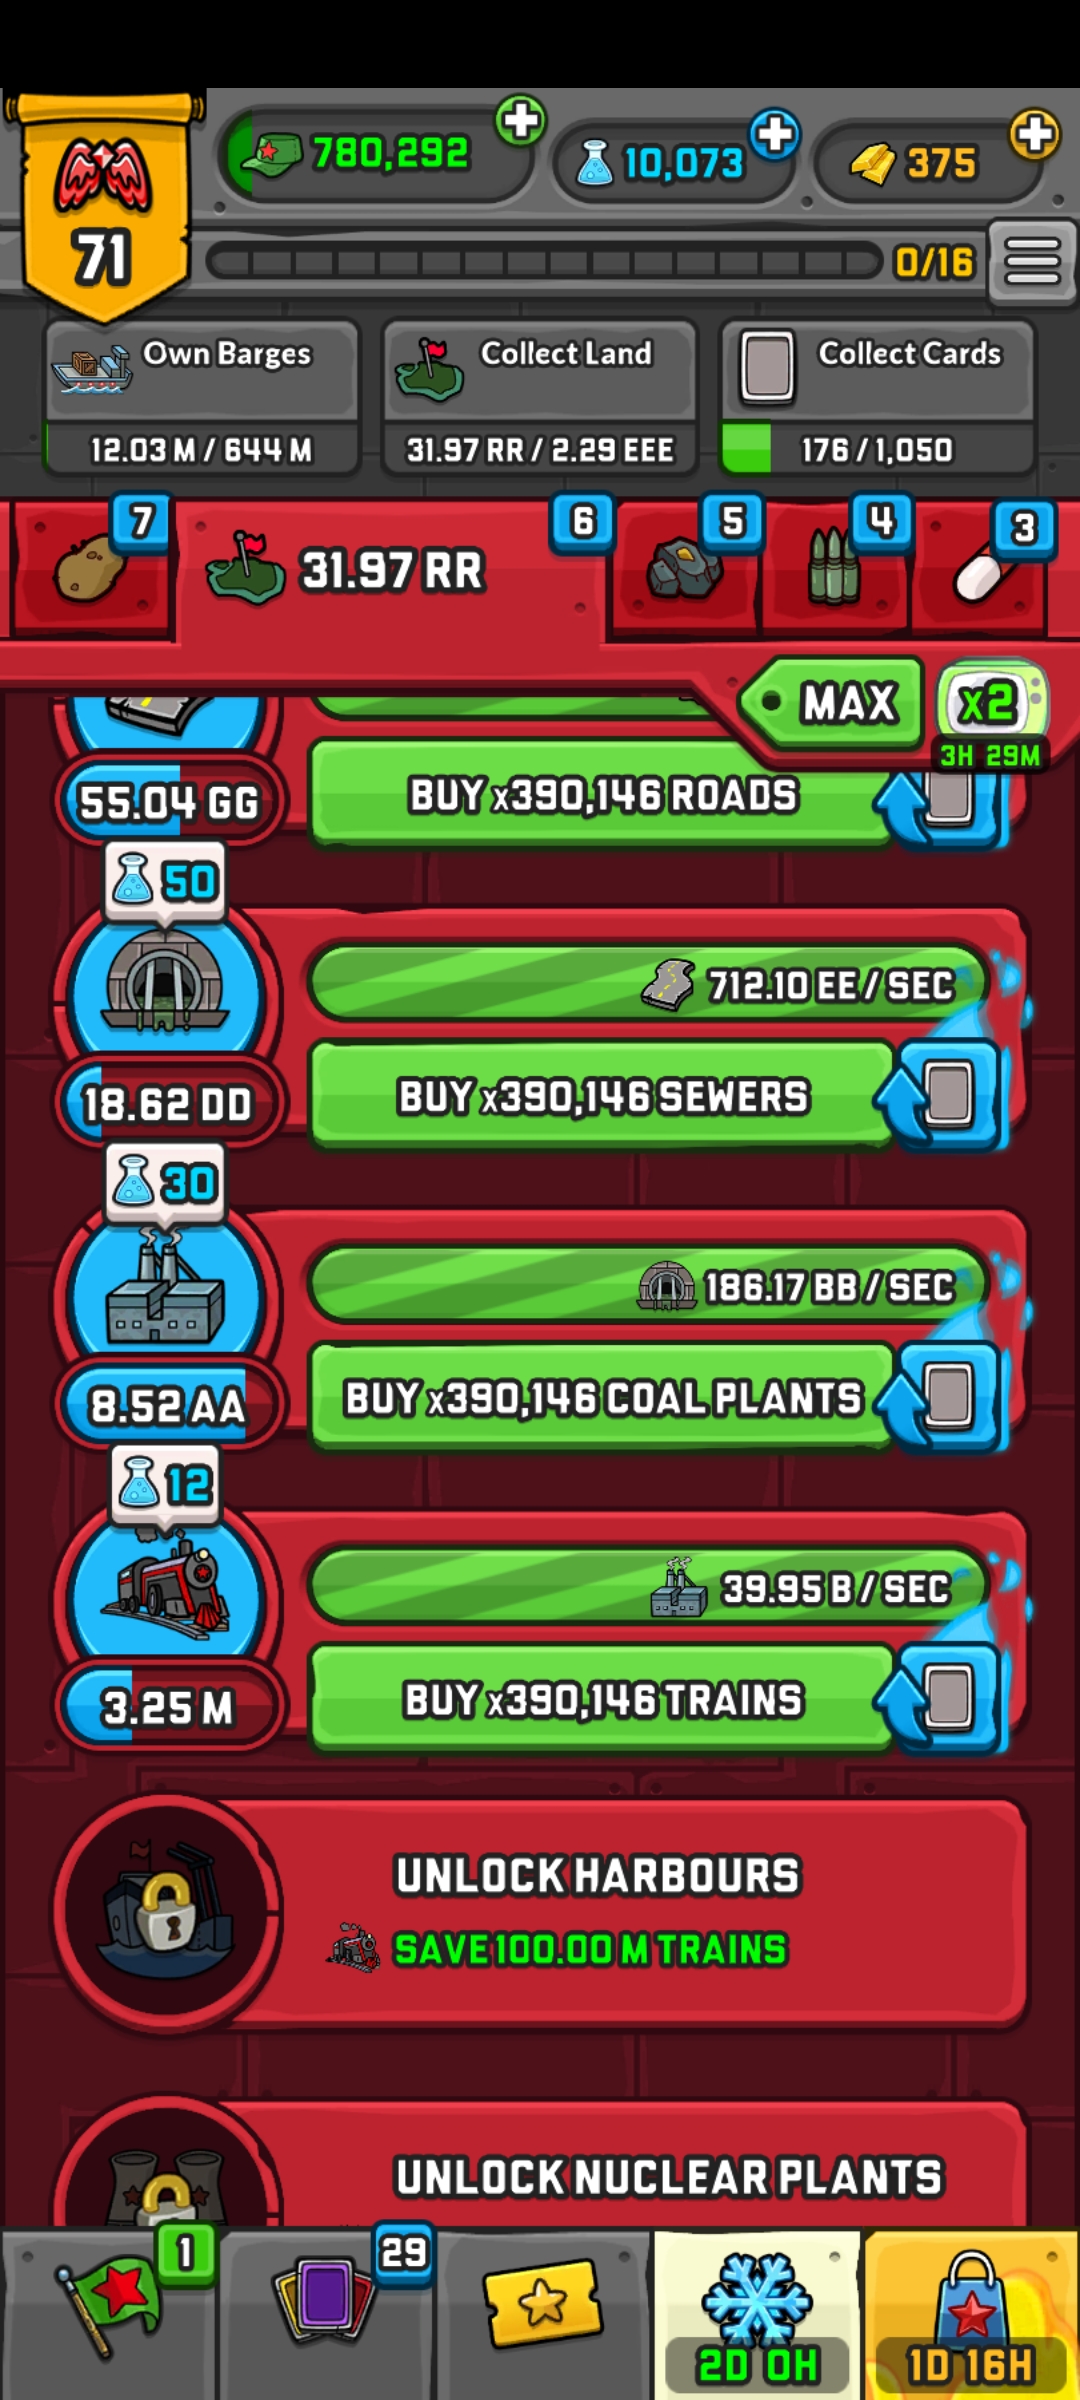 780,292
10,073
375
71
0/16
Own Barges
Collect Land
Collect Cards
12.03 M / 644 M
31.97 RR / 2.29 EEE
176 / 1,050
7
31.97 RR
6
5
4
3
MAX
x2
3H 29M
55.04 GG
BUY x390,146 ROADS
50
712.10 EE / SEC
18.62 DD
BUY x390,146 SEWERS
30
186.17 BB / SEC
8.52 AA
BUY x390,146 COAL PLANTS
12
39.95 B / SEC
3.25 M
BUY x390,146 TRAINS
UNLOCK HARBOURS
SAVE 100.00 M TRAINS
UNLOCK NUCLEAR PLANTS
1
29
2D 0H
1D 16H